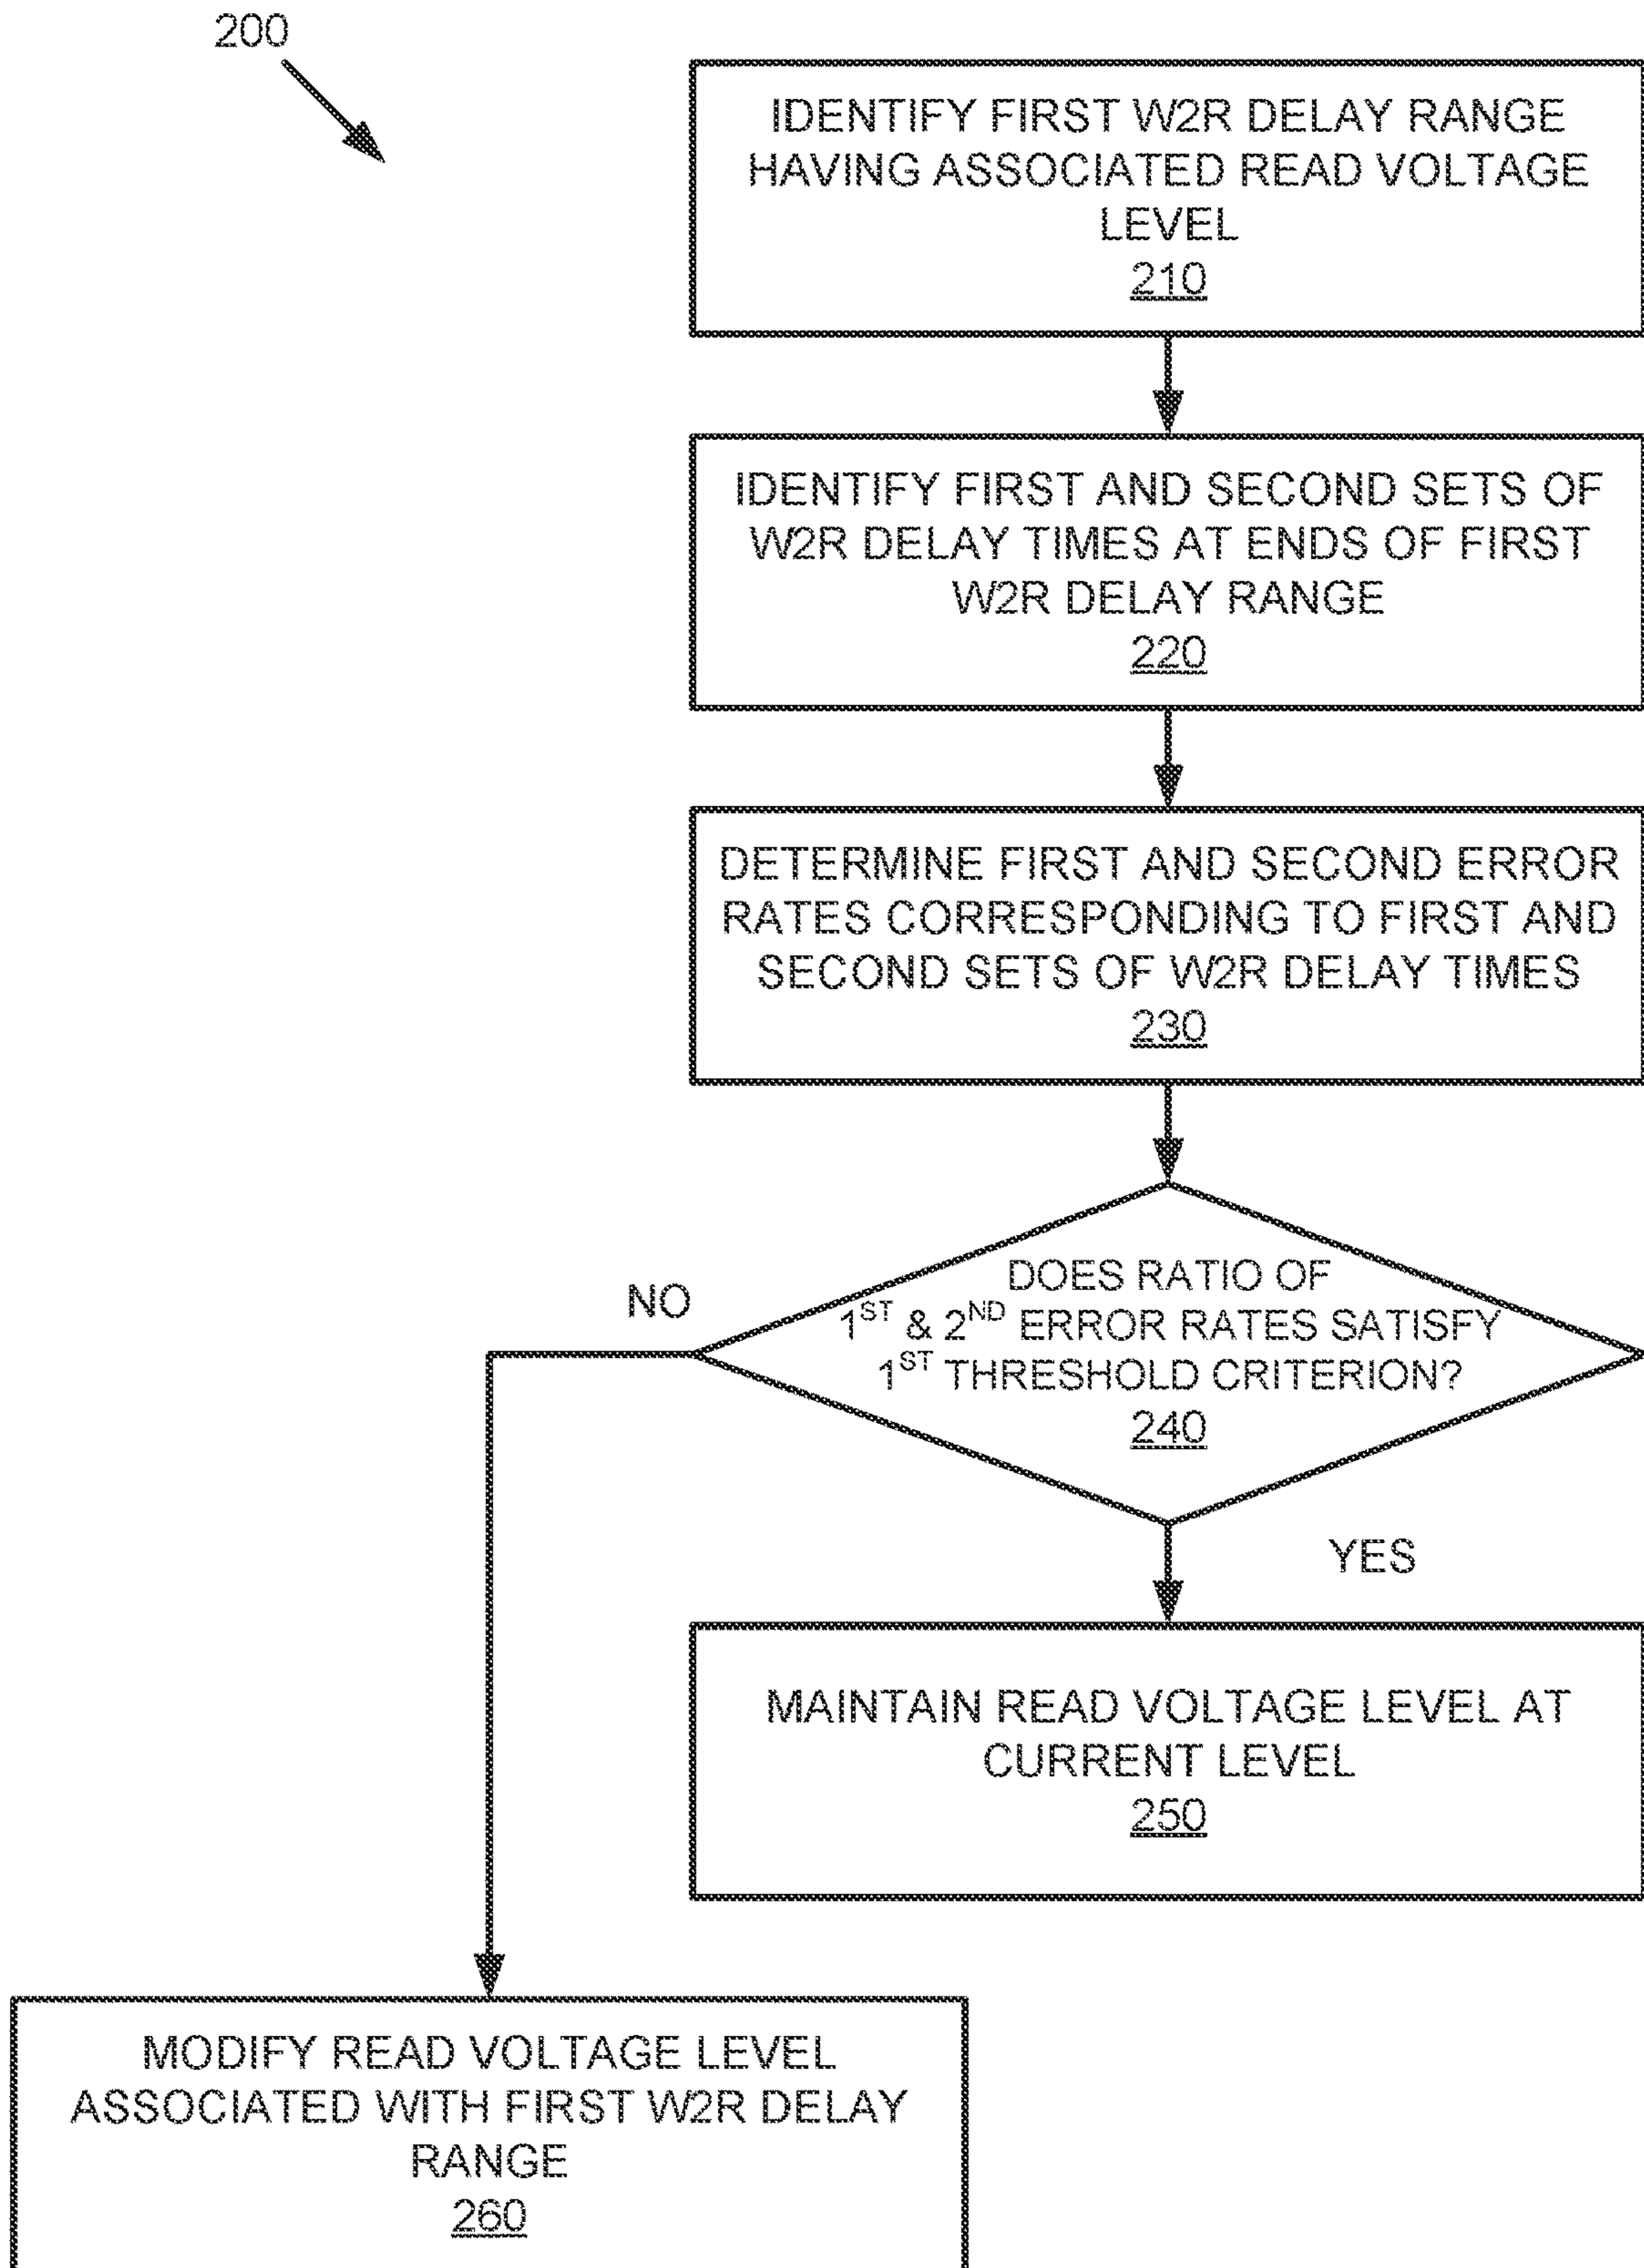 200
IDENTIFY FIRST W2R DELAY RANGE
HAVING ASSOCIATED READ VOLTAGE
LEVEL
210
IDENTIFY FIRST AND SECOND SETS OF
W2R DELAY TIMES AT ENDS OF FIRST
W2R DELAY RANGE
220
DETERMINE FIRST AND SECOND ERROR
RATES CORRESPONDING TO FIRST AND
SECOND SETS OF W2R DELAY TIMES
230
DOES RATIO OF
1ST & 2ND ERROR RATES SATISFY
1ST THRESHOLD CRITERION?
240
NO
YES
MAINTAIN READ VOLTAGE LEVEL AT
CURRENT LEVEL
250
MODIFY READ VOLTAGE LEVEL
ASSOCIATED WITH FIRST W2R DELAY
RANGE
260